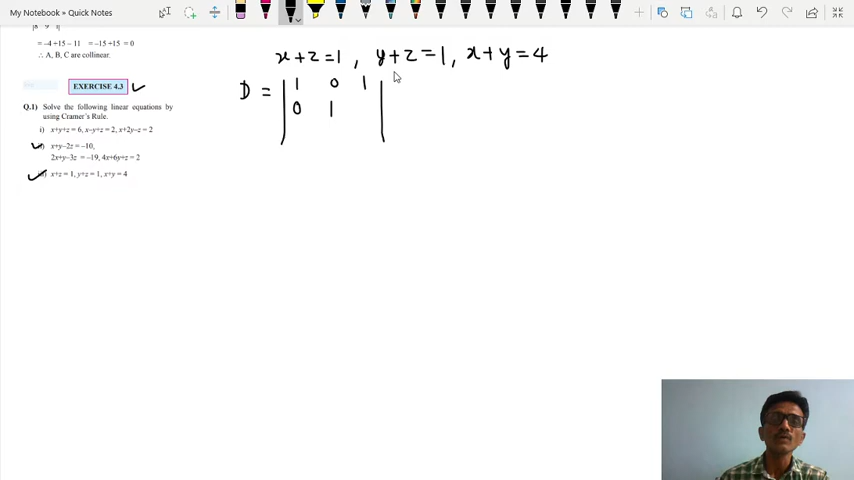 My Notebook » Quick Notes
= –4 +15 – 11 = –15 +15 = 0
∴ A, B, C are collinear.
EXERCISE 4.3
Q.1) Solve the following linear equations by
using Cramer's Rule.
i) x+y+z = 6, x–y+z = 2, x+2y–z = 2
x+y–2z = –10,
2x+y–3z = –19, 4x+6y+z = 2
x+z = 1, y+z = 1, x+y = 4
x+z=1, y+z=1, x+y=4
D = | 1 0 1 |
0 1